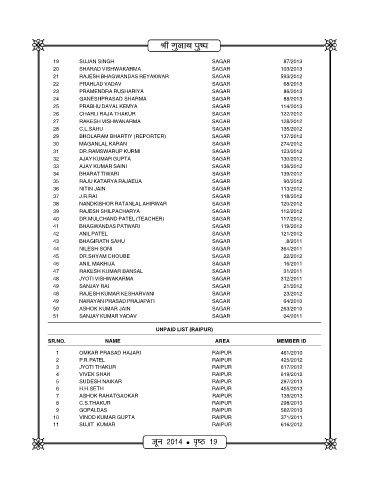 श्री गुनाथ पुष्प
19 SUJAN SINGH SAGAR 87/2013
20 SHARAD VISHWAKARMA SAGAR 103/2013
21 RAJESH BHAGWANDAS REYAKWAR SAGAR 593/2012
22 PRAHLAD YADAV SAGAR 68/2013
23 PRAMENDRA RUSHARIYA SAGAR 86/2013
24 GANESHPRASAD SHARMA SAGAR 88/2013
25 PRABHU DAYAL KEMYA SAGAR 114/2013
26 CHARLI RAJA THAKUR SAGAR 122/2012
27 RAKESH VISHWAKARMA SAGAR 128/2012
28 C.L.SAHU SAGAR 135/2012
29 BHOLARAM BHARTIY (REPORTER) SAGAR 137/2012
30 MAGANLAL KARAN SAGAR 274/2012
31 DR.RAMSWARUP KURMI SAGAR 123/2012
32 AJAY KUMAR GUPTA SAGAR 130/2012
33 AJAY KUMAR SAINI SAGAR 136/2012
34 BHARAT TIWARI SAGAR 139/2012
35 RAJU KATARYA RAJAEUA SAGAR 90/2012
36 NITIN JAIN SAGAR 113/2012
37 J.R.RAI SAGAR 118/2012
38 NANDKISHOR RATANLAL AHIRWAR SAGAR 120/2012
39 RAJESH SHILPACHARYA SAGAR 112/2012
40 DR.MULCHAND PATEL (TEACHER) SAGAR 117/2012
41 BHAGWANDAS PATWARI SAGAR 119/2012
42 ANIL PATEL SAGAR 121/2012
43 BHAGIRATH SAHU SAGAR .8/2011
44 NILESH SONI SAGAR 364/2011
45 DR.SHYAM CHOUBE SAGAR 22/2012
46 ANIL MAKHIJA SAGAR 16/2011
47 RAKESH KUMAR BANSAL SAGAR 31/2011
48 JYOTI VISHWAKARMA SAGAR 312/2011
49 SANJAY RAI SAGAR 21/2012
48 RAJESH KUMAR KESHARVANI SAGAR 23/2012
49 NARAYAN PRASAD PRAJAPATI SAGAR 64/2010
50 ASHOK KUMAR JAIN SAGAR 263/2010
51 SANJAY KUMAR YADAV SAGAR 04/2011
UNPAID LIST (RAIPUR)
SR.NO. NAME AREA MEMBER ID
1 OMKAR PRASAD HAJARI RAIPUR 461/2010
2 P.R.PATEL RAIPUR 425/2012
3 JYOTI THAKUR RAIPUR 617/2012
4 VIVEK SHAH RAIPUR 619/2012
5 SUDESH NAIKAR RAIPUR 297/2013
6 H.H.SETH RAIPUR 455/2013
7 ASHOK RAHATGAOKAR RAIPUR 139/2013
8 C.S.THAKUR RAIPUR 298/2013
9 GOPALDAS RAIPUR 582/2013
10 VINOD KUMAR GUPTA RAIPUR 371/2011
11 SUJIT KUMAR RAIPUR 616/2012
जून 2014 ● पृष्ठ 19